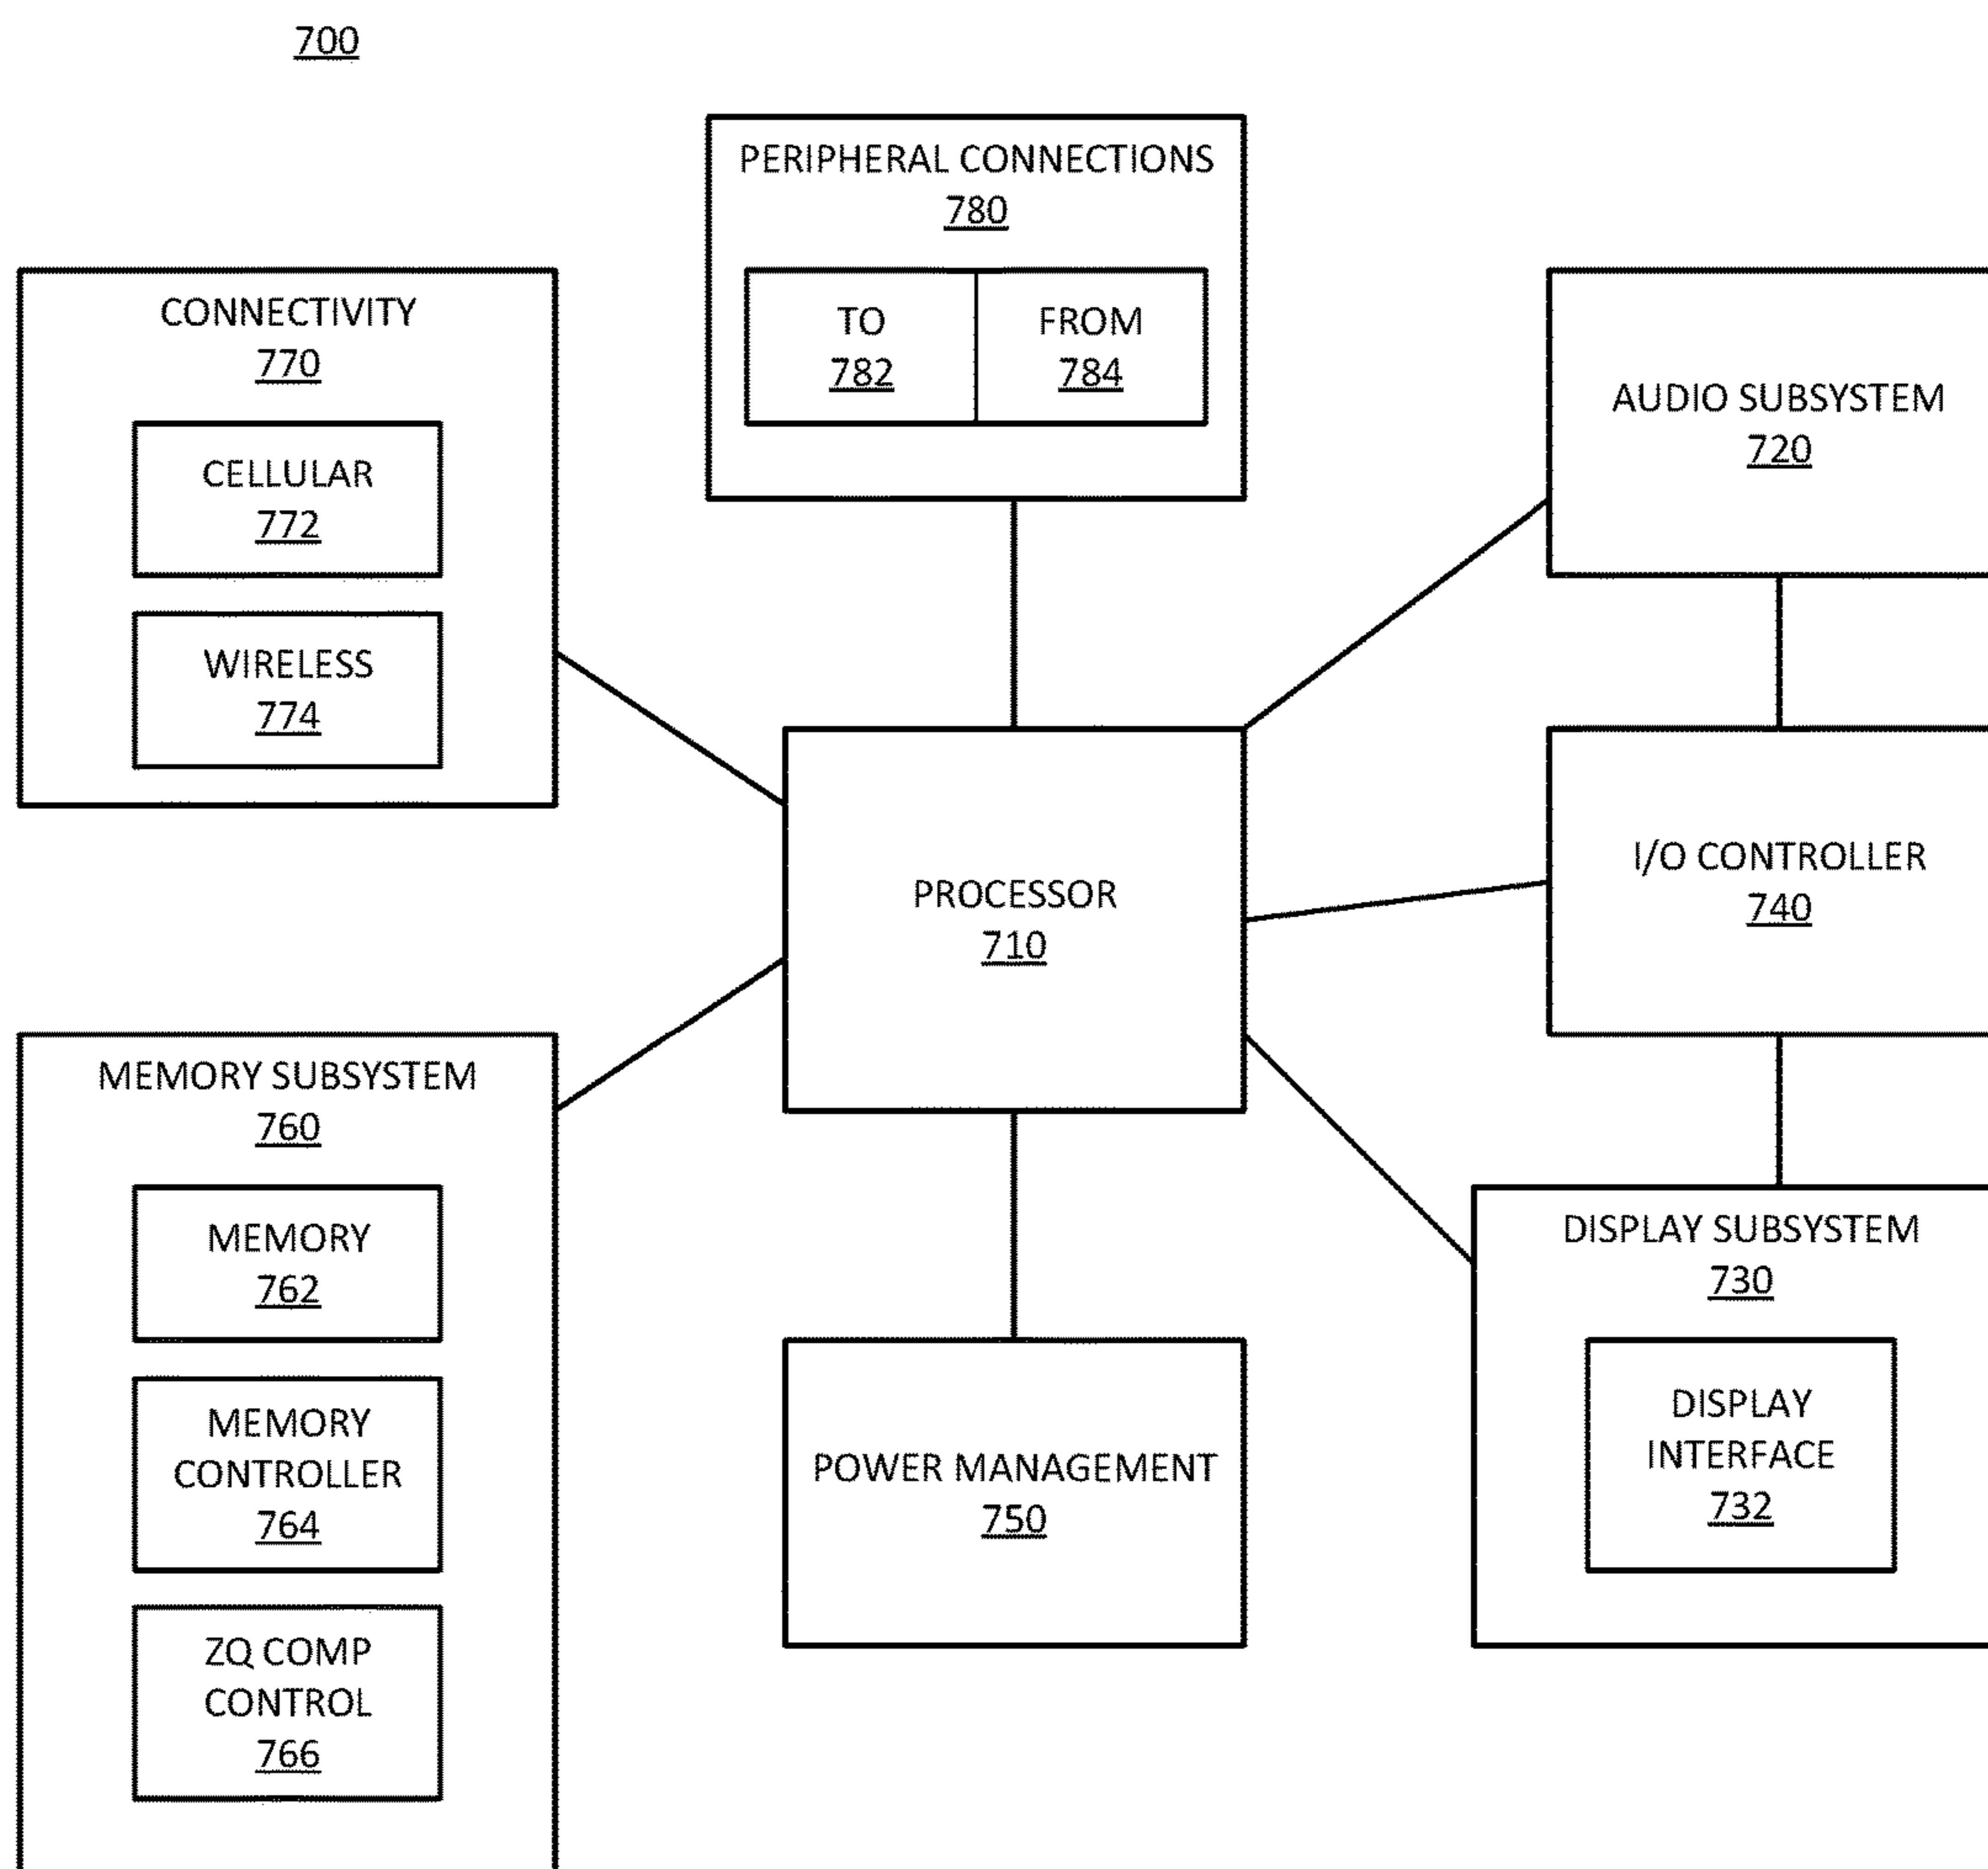 700
PERIPHERAL CONNECTIONS
780
TO
782
FROM
784
CONNECTIVITY
770
CELLULAR
772
WIRELESS
774
AUDIO SUBSYSTEM
720
PROCESSOR
710
I/O CONTROLLER
740
MEMORY SUBSYSTEM
760
MEMORY
762
MEMORY
CONTROLLER
764
ZQ COMP
CONTROL
766
POWER MANAGEMENT
750
DISPLAY SUBSYSTEM
730
DISPLAY
INTERFACE
732